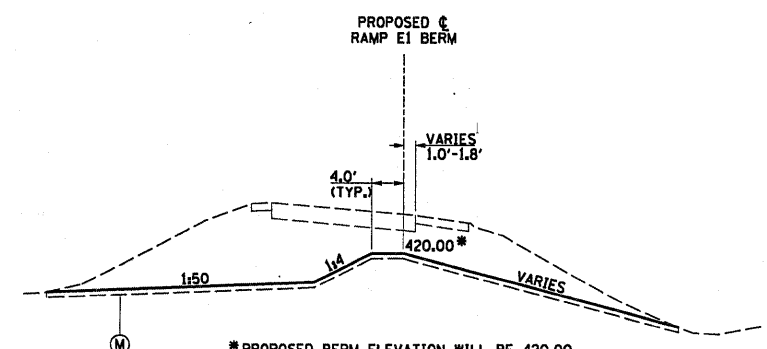 PROPOSED ℄
RAMP E1 BERM
VARIES
1.0'-1.8'
4.0'
(TYP.)
420.00*
1:4
1:50
VARIES
M
*PROPOSED BERM ELEVATION WILL BE 420.00